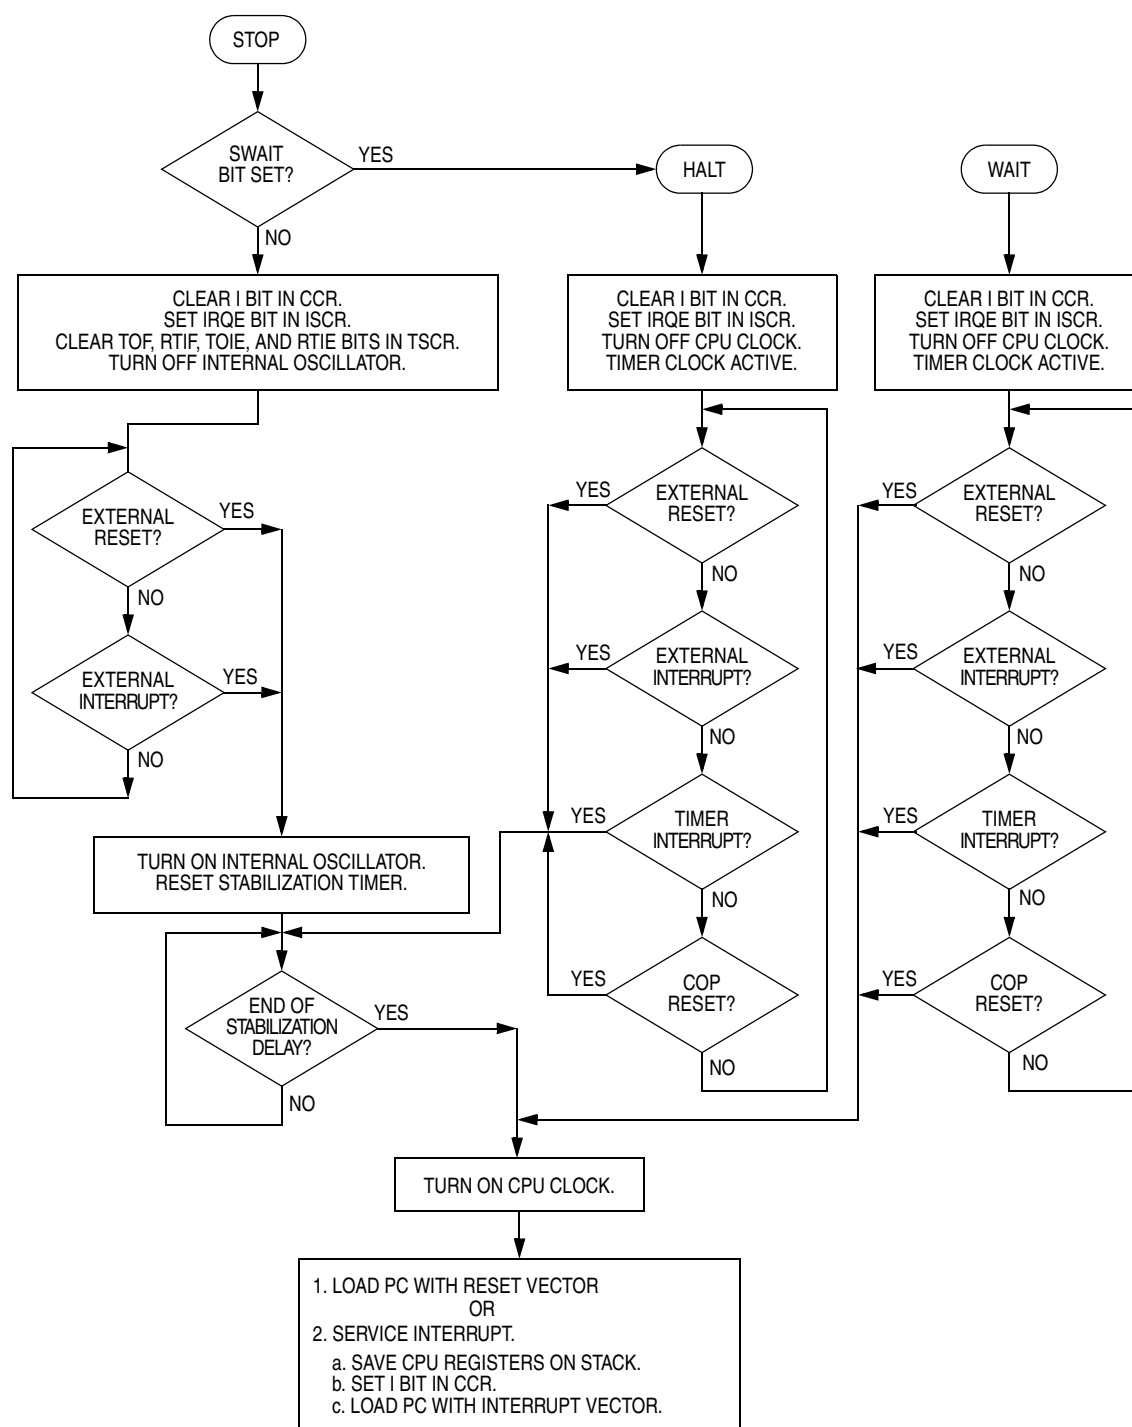 STOP
SWAIT
BIT SET?
YES
NO
HALT
WAIT
CLEAR I BIT IN CCR.
SET IRQE BIT IN ISCR.
CLEAR TOF, RTIF, TOIE, AND RTIE BITS IN TSCR.
TURN OFF INTERNAL OSCILLATOR.
CLEAR I BIT IN CCR.
SET IRQE BIT IN ISCR.
TURN OFF CPU CLOCK.
TIMER CLOCK ACTIVE.
CLEAR I BIT IN CCR.
SET IRQE BIT IN ISCR.
TURN OFF CPU CLOCK.
TIMER CLOCK ACTIVE.
EXTERNAL
RESET?
YES
NO
EXTERNAL
INTERRUPT?
YES
NO
TURN ON INTERNAL OSCILLATOR.
RESET STABILIZATION TIMER.
END OF
STABILIZATION
DELAY?
YES
NO
YES
EXTERNAL
RESET?
NO
YES
EXTERNAL
INTERRUPT?
NO
YES
TIMER
INTERRUPT?
NO
YES
COP
RESET?
NO
YES
EXTERNAL
RESET?
NO
YES
EXTERNAL
INTERRUPT?
NO
YES
TIMER
INTERRUPT?
NO
YES
COP
RESET?
NO
TURN ON CPU CLOCK.
1. LOAD PC WITH RESET VECTOR
OR
2. SERVICE INTERRUPT.
a. SAVE CPU REGISTERS ON STACK.
b. SET I BIT IN CCR.
c. LOAD PC WITH INTERRUPT VECTOR.